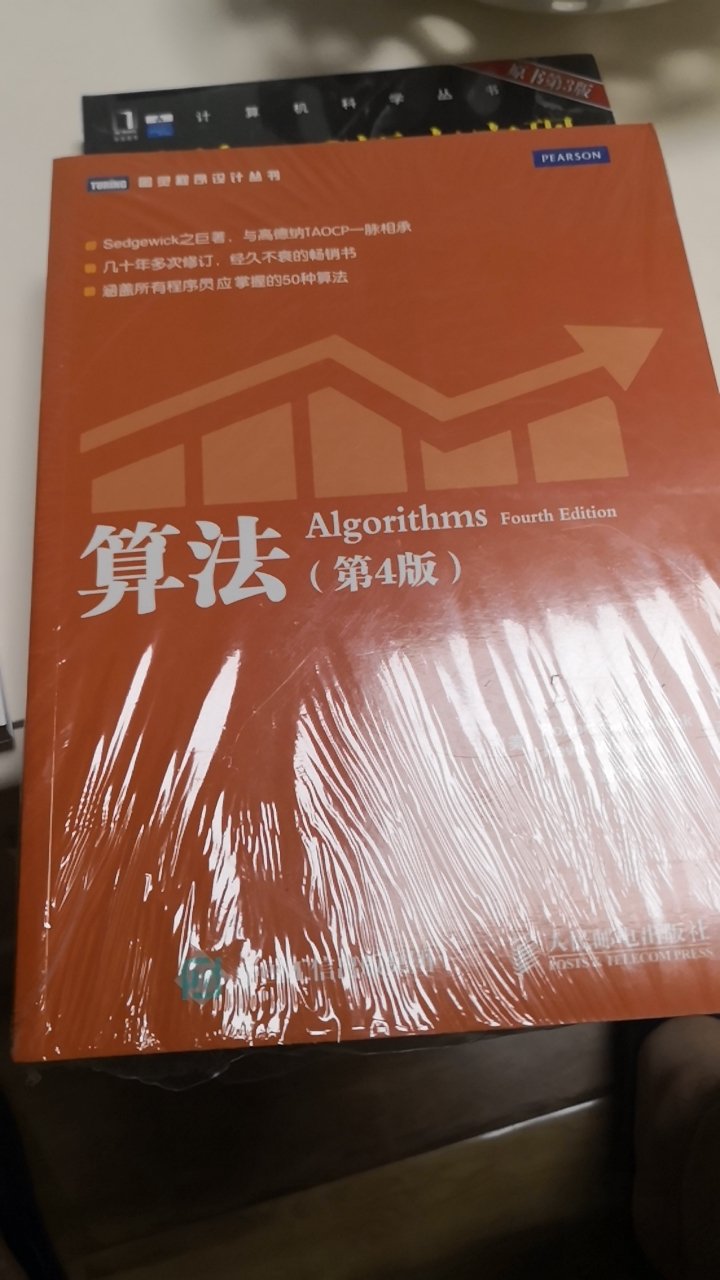 计算机科学丛书
原书第3版
TURING 图灵程序设计丛书
PEARSON
Sedgewick之巨著,与高德纳TAOCP一脉相承
几十年多次修订,经久不衰的畅销书
涵盖所有程序员应掌握的50种算法
算法
Algorithms Fourth Edition
(第4版)
人民邮电出版社
POSTS & TELECOM PRESS